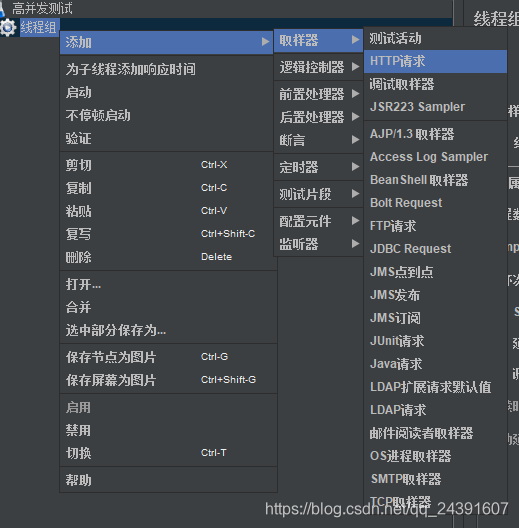 高并发测试
线程组
添加
为子线程添加响应时间
启动
不停顿启动
验证
剪切 Ctrl-X
复制 Ctrl-C
粘贴 Ctrl-V
复写 Ctrl+Shift-C
删除 Delete
打开...
合并
选中部分保存为...
保存节点为图片 Ctrl-G
保存屏幕为图片 Ctrl+Shift-G
启用
禁用
切换 Ctrl-T
帮助
取样器
逻辑控制器
前置处理器
后置处理器
断言
定时器
测试片段
配置元件
监听器
测试活动
HTTP请求
调试取样器
JSR223 Sampler
AJP/1.3 取样器
Access Log Sampler
BeanShell 取样器
Bolt Request
FTP请求
JDBC Request
JMS点到点
JMS发布
JMS订阅
JUnit请求
Java请求
LDAP扩展请求默认值
LDAP请求
邮件阅读者取样器
OS进程取样器
SMTP取样器
TCP取样器
线程组
https://blog.csdn.net/qq_24391607